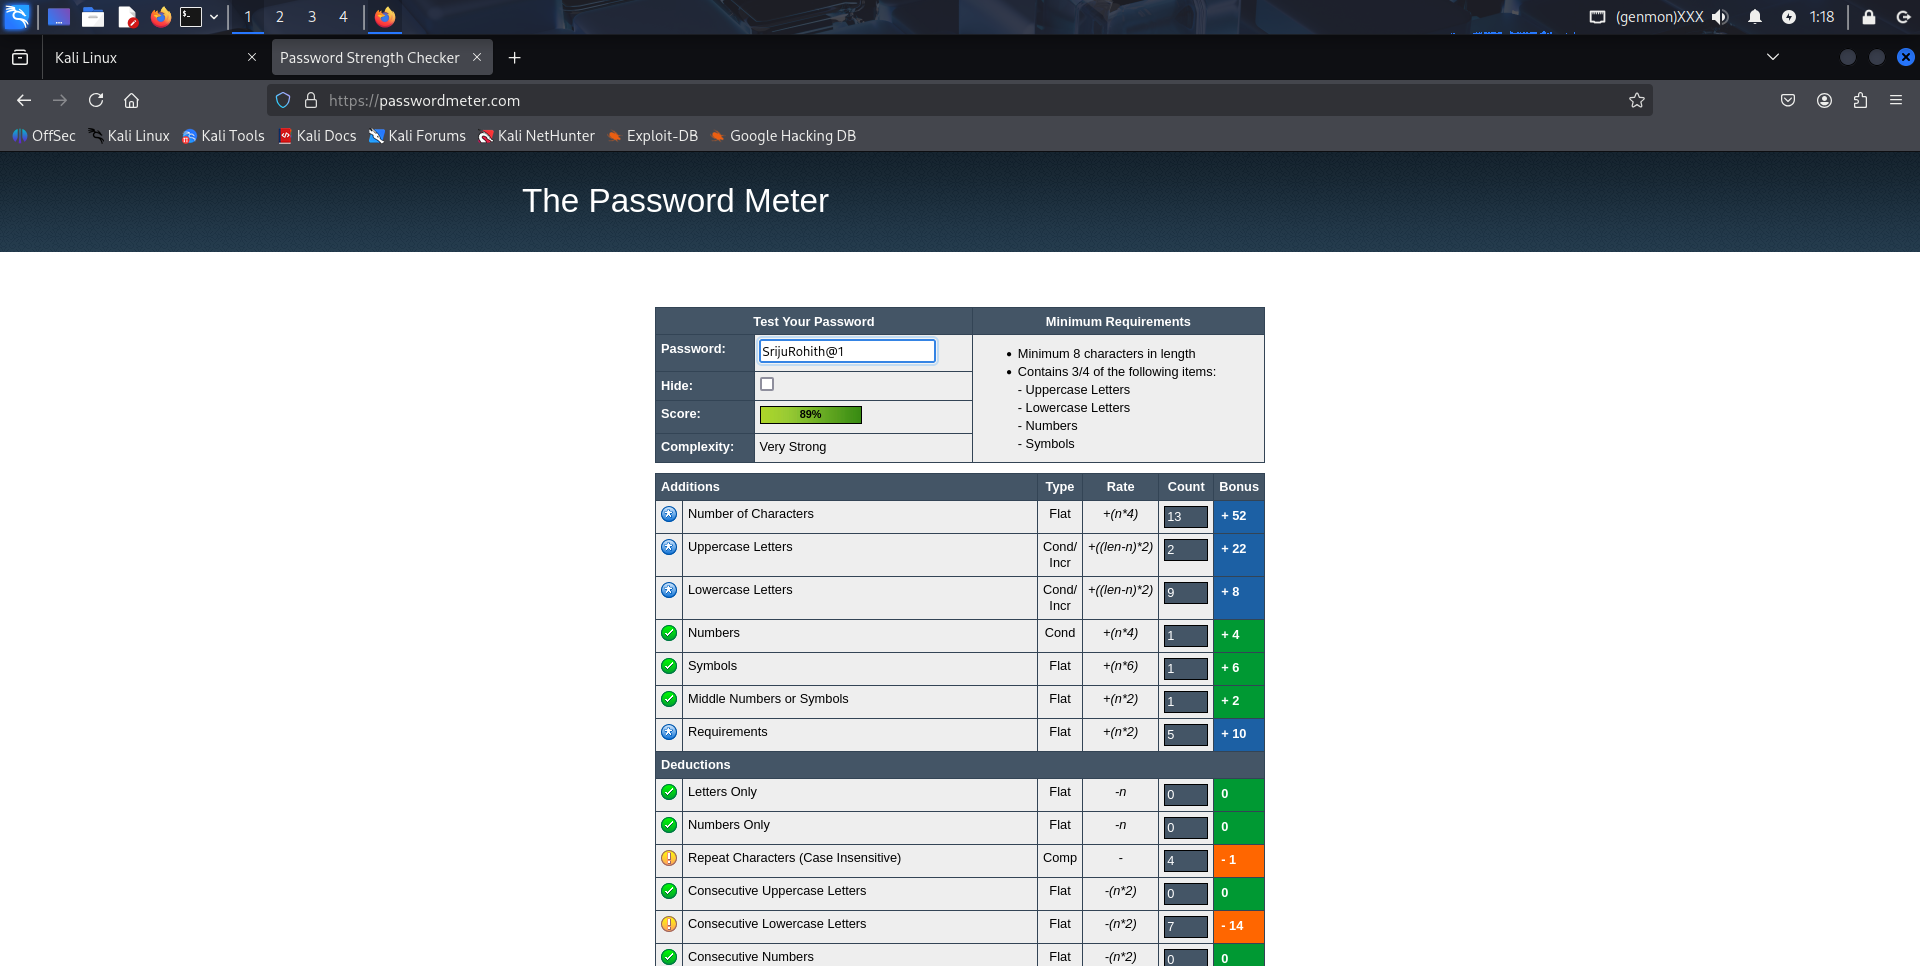 1 2 3 4 (genmon)XXX 1:18
Kali Linux Password Strength Checker
https://passwordmeter.com
OffSec Kali Linux Kali Tools Kali Docs Kali Forums Kali NetHunter Exploit-DB Google Hacking DB
The Password Meter
Test Your Password Minimum Requirements
Password: SrijuRohith@1
Hide:
Score: 89%
Complexity: Very Strong
• Minimum 8 characters in length
• Contains 3/4 of the following items:
- Uppercase Letters
- Lowercase Letters
- Numbers
- Symbols
Additions Type Rate Count Bonus
Number of Characters Flat +(n*4) 13 + 52
Uppercase Letters Cond/Incr +((len-n)*2) 2 + 22
Lowercase Letters Cond/Incr +((len-n)*2) 9 + 8
Numbers Cond +(n*4) 1 + 4
Symbols Flat +(n*6) 1 + 6
Middle Numbers or Symbols Flat +(n*2) 1 + 2
Requirements Flat +(n*2) 5 + 10
Deductions
Letters Only Flat -n 0 0
Numbers Only Flat -n 0 0
Repeat Characters (Case Insensitive) Comp - 4 - 1
Consecutive Uppercase Letters Flat -(n*2) 0 0
Consecutive Lowercase Letters Flat -(n*2) 7 - 14
Consecutive Numbers Flat -(n*2) 0 0